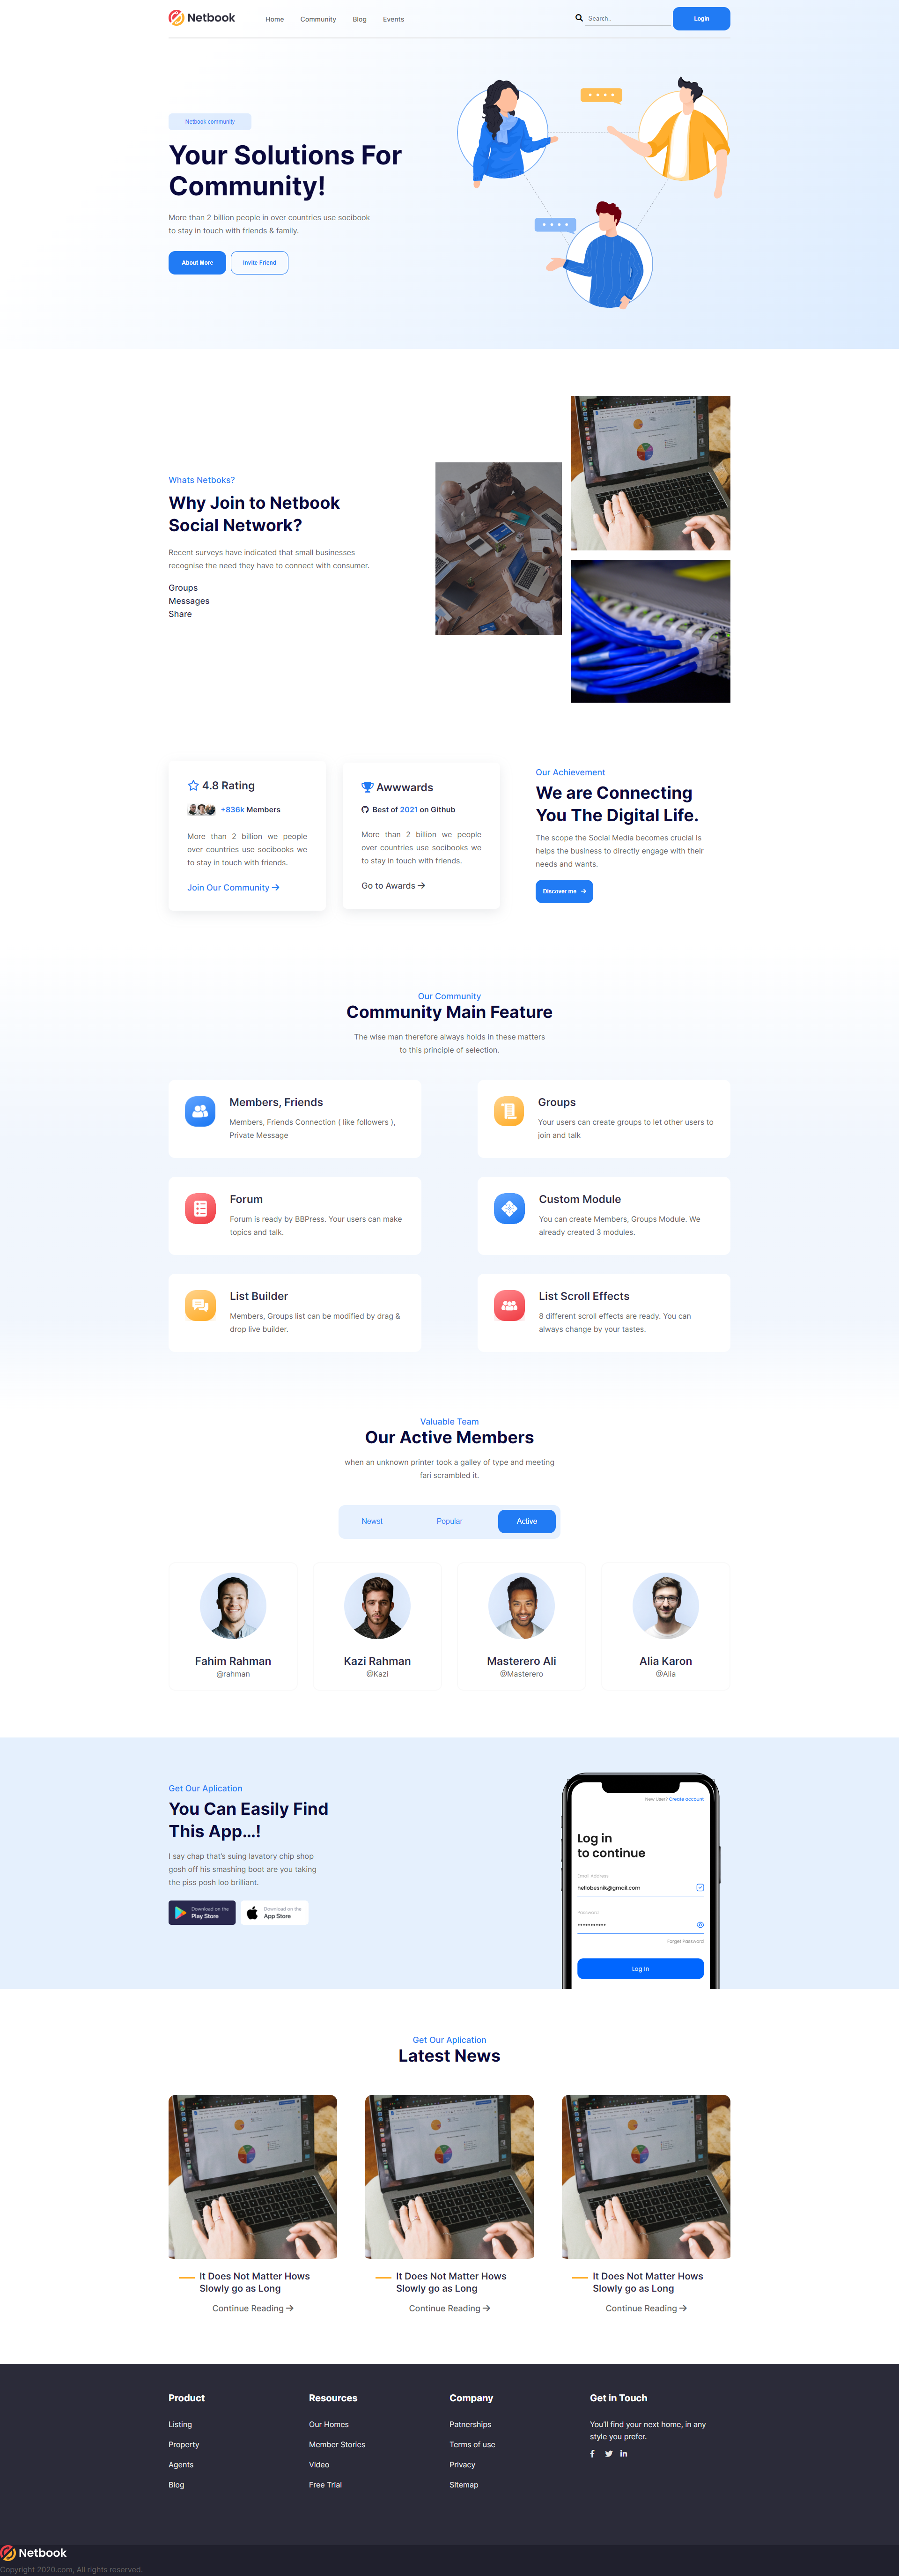 Netbook
Home
Community
Blog
Events
Search..
Login
Netbook community
Your Solutions For
Community!
More than 2 billion people in over countries use socibook
to stay in touch with friends & family.
About More
Invite Friend
Whats Netboks?
Why Join to Netbook
Social Network?
Recent surveys have indicated that small businesses
recognise the need they have to connect with consumer.
Groups
Messages
Share
4.8 Rating
+836k Members
More than 2 billion we people
over countries use socibooks we
to stay in touch with friends.
Join Our Community
Awwwards
Best of 2021 on Github
More than 2 billion we people
over countries use socibooks we
to stay in touch with friends.
Go to Awards
Our Achievement
We are Connecting
You The Digital Life.
The scope the Social Media becomes crucial Is
helps the business to directly engage with their
needs and wants.
Discover me
Our Community
Community Main Feature
The wise man therefore always holds in these matters
to this principle of selection.
Members, Friends
Members, Friends Connection ( like followers ),
Private Message
Groups
Your users can create groups to let other users to
join and talk
Forum
Forum is ready by BBPress. Your users can make
topics and talk.
Custom Module
You can create Members, Groups Module. We
already created 3 modules.
List Builder
Members, Groups list can be modified by drag &
drop live builder.
List Scroll Effects
8 different scroll effects are ready. You can
always change by your tastes.
Valuable Team
Our Active Members
when an unknown printer took a galley of type and meeting
fari scrambled it.
Newst
Popular
Active
Fahim Rahman
@rahman
Kazi Rahman
@Kazi
Masterero Ali
@Masterero
Alia Karon
@Alia
Get Our Aplication
You Can Easily Find
This App...!
I say chap that's suing lavatory chip shop
gosh off his smashing boot are you taking
the piss posh loo brilliant.
Download on the
Play Store
Download on the
App Store
New User? Create account
Log in
to continue
Email Address
hellobesnik@gmail.com
Password
Forget Password
Log In
Get Our Aplication
Latest News
It Does Not Matter Hows
Slowly go as Long
Continue Reading
It Does Not Matter Hows
Slowly go as Long
Continue Reading
It Does Not Matter Hows
Slowly go as Long
Continue Reading
Product
Listing
Property
Agents
Blog
Resources
Our Homes
Member Stories
Video
Free Trial
Company
Patnerships
Terms of use
Privacy
Sitemap
Get in Touch
You'll find your next home, in any
style you prefer.
Netbook
Copyright 2020.com, All rights reserved.